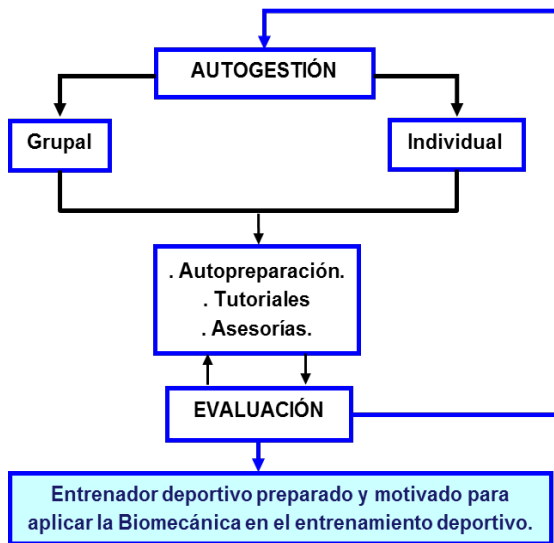 AUTOGESTIÓN
Grupal
Individual
. Autopreparación.
. Tutoriales
. Asesorías.
EVALUACIÓN
Entrenador deportivo preparado y motivado para
aplicar la Biomecánica en el entrenamiento deportivo.